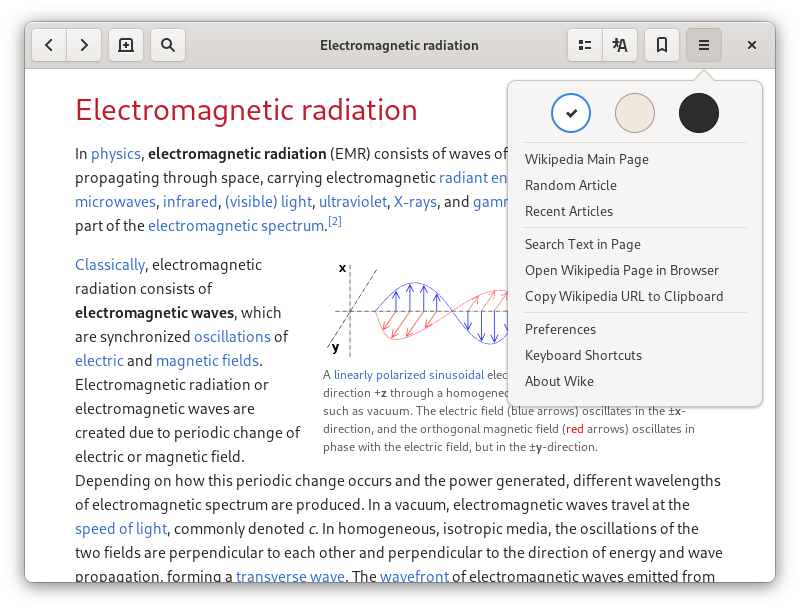 Electromagnetic radiation
Electromagnetic radiation
In physics, electromagnetic radiation (EMR) consists of waves of
propagating through space, carrying electromagnetic radiant en
microwaves, infrared, (visible) light, ultraviolet, X-rays, and gamr
part of the electromagnetic spectrum.[2]
Wikipedia Main Page
Random Article
Recent Articles
Search Text in Page
Open Wikipedia Page in Browser
Copy Wikipedia URL to Clipboard
Preferences
Keyboard Shortcuts
About Wike
Classically, electromagnetic
radiation consists of
electromagnetic waves, which
are synchronized oscillations of
electric and magnetic fields.
Electromagnetic radiation or
electromagnetic waves are
created due to periodic change of
electric or magnetic field.
x
y
A linearly polarized sinusoidal elec
direction +z through a homogeneo
such as vacuum. The electric field (blue arrows) oscillates in the ±x-
direction, and the orthogonal magnetic field (red arrows) oscillates in
phase with the electric field, but in the ±y-direction.
Depending on how this periodic change occurs and the power generated, different wavelengths
of electromagnetic spectrum are produced. In a vacuum, electromagnetic waves travel at the
speed of light, commonly denoted c. In homogeneous, isotropic media, the oscillations of the
two fields are perpendicular to each other and perpendicular to the direction of energy and wave
propagation, forming a transverse wave. The wavefront of electromagnetic waves emitted from